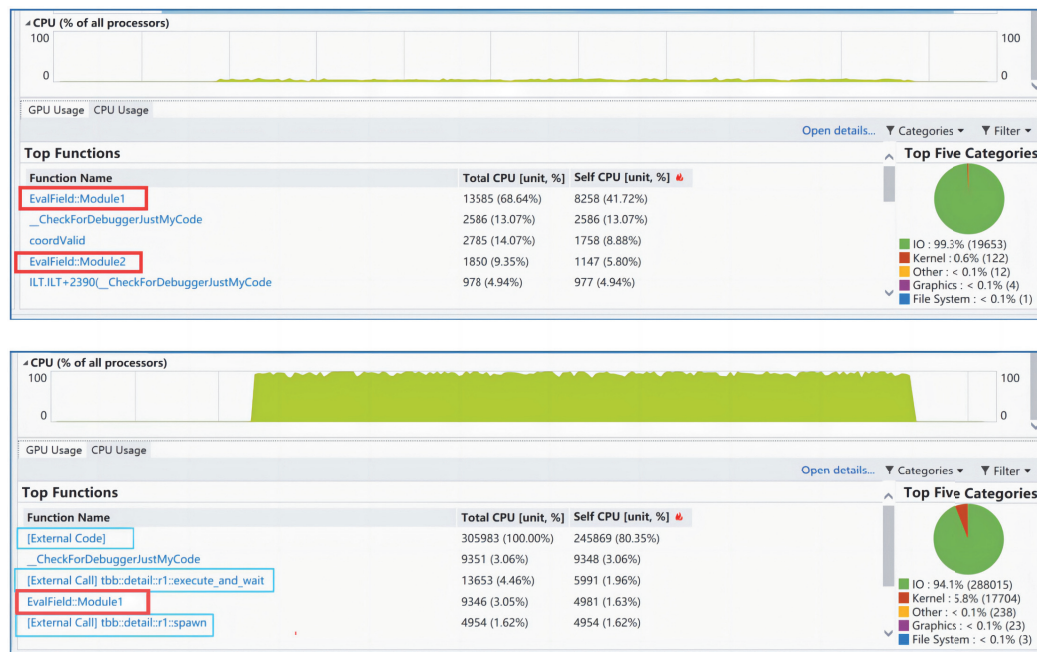 CPU (% of all processors)
100 100
0 0
GPU Usage CPU Usage
Open details... Categories Filter
Top Functions
Function Name Total CPU [unit, %] Self CPU [unit, %]
EvalField::Module1 13585 (68.64%) 8258 (41.72%)
__CheckForDebuggerJustMyCode 2586 (13.07%) 2586 (13.07%)
coordValid 2785 (14.07%) 1758 (8.88%)
EvalField::Module2 1850 (9.35%) 1147 (5.80%)
ILT.ILT+2390(__CheckForDebuggerJustMyCode 978 (4.94%) 977 (4.94%)
Top Five Categories
IO : 99.3% (19653)
Kernel : 0.6% (122)
Other : < 0.1% (12)
Graphics : < 0.1% (4)
File System : < 0.1% (1)
CPU (% of all processors)
100 100
0 0
GPU Usage CPU Usage
Open details... Categories Filter
Top Functions
Function Name Total CPU [unit, %] Self CPU [unit, %]
[External Code] 305983 (100.00%) 245869 (80.35%)
__CheckForDebuggerJustMyCode 9351 (3.06%) 9348 (3.06%)
[External Call] tbb::detail::r1::execute_and_wait 13653 (4.46%) 5991 (1.96%)
EvalField::Module1 9346 (3.05%) 4981 (1.63%)
[External Call] tbb::detail::r1::spawn 4954 (1.62%) 4954 (1.62%)
Top Five Categories
IO : 94.1% (288015)
Kernel : 5.8% (17704)
Other : < 0.1% (238)
Graphics : < 0.1% (23)
File System : < 0.1% (3)